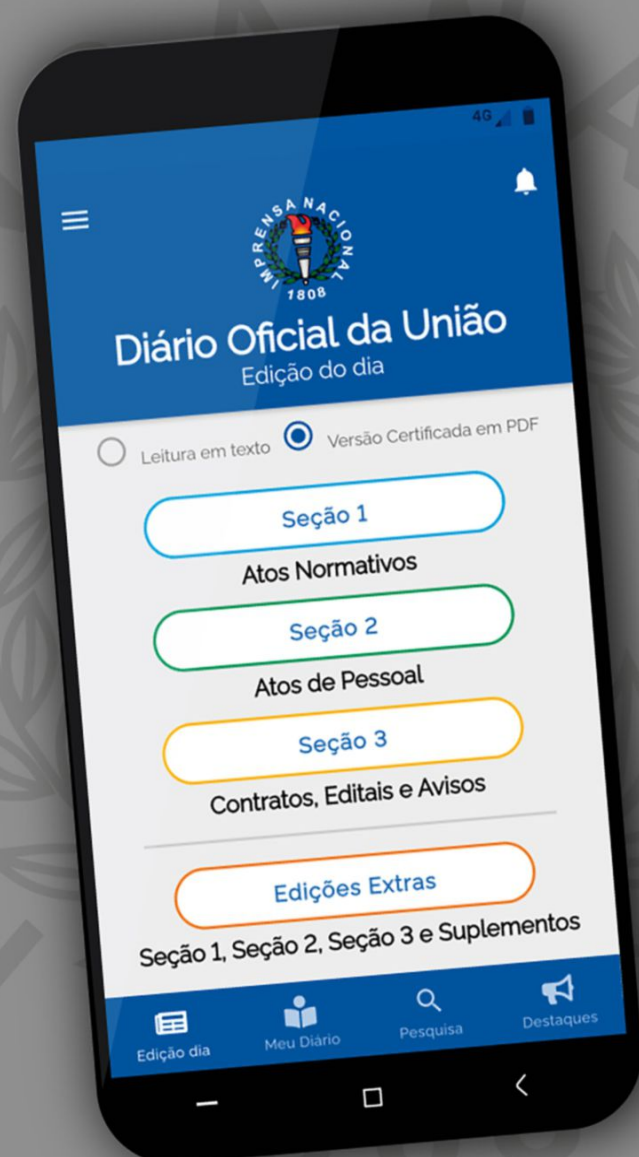 4G
IMPRENSA NACIONAL
1808
Diário Oficial da União
Edição do dia
Leitura em texto Versão Certificada em PDF
Seção 1
Atos Normativos
Seção 2
Atos de Pessoal
Seção 3
Contratos, Editais e Avisos
Edições Extras
Seção 1, Seção 2, Seção 3 e Suplementos
Edição dia Meu Diário Pesquisa Destaques